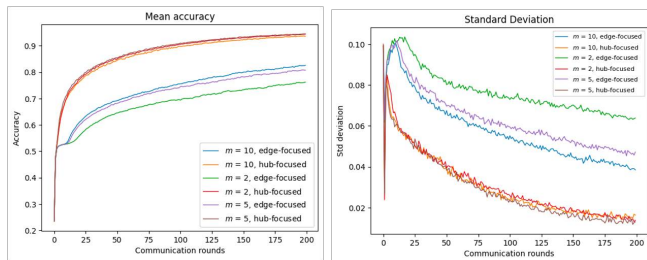 Mean accuracy
Accuracy
0.9
0.8
0.7
0.6
0.5
0.4
0.3
0.2
m = 10, edge-focused
m = 10, hub-focused
m = 2, edge-focused
m = 2, hub-focused
m = 5, edge-focused
m = 5, hub-focused
0 25 50 75 100 125 150 175 200
Communication rounds
Standard Deviation
Std deviation
0.10
0.08
0.06
0.04
0.02
m = 10, edge-focused
m = 10, hub-focused
m = 2, edge-focused
m = 2, hub-focused
m = 5, edge-focused
m = 5, hub-focused
0 25 50 75 100 125 150 175 200
Communication rounds